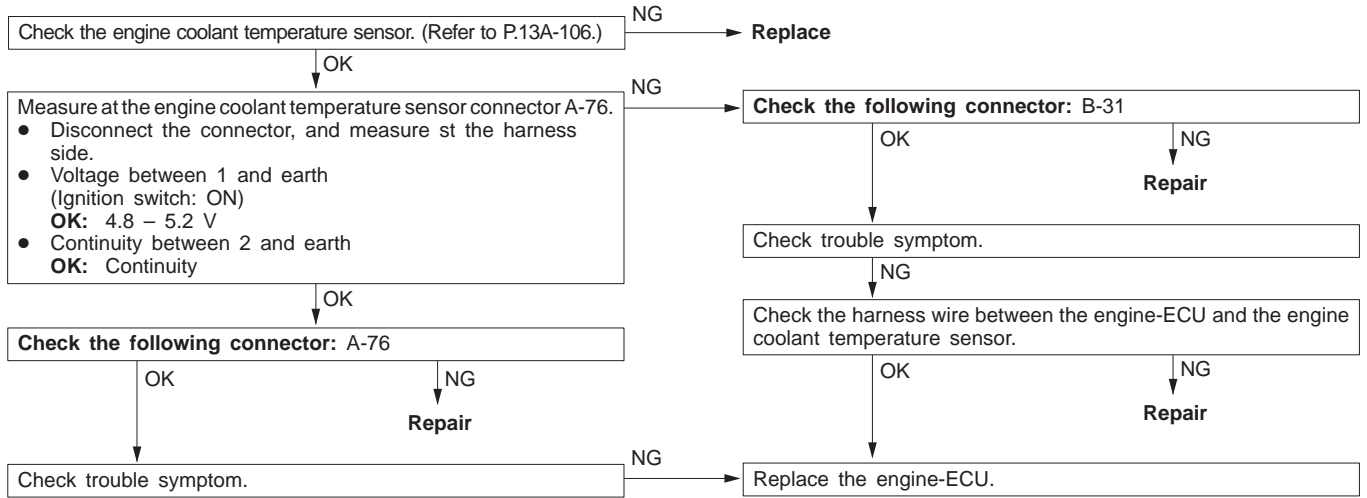 NG
Check the engine coolant temperature sensor. (Refer to P.13A-106.)
Replace
OK
NG
Measure at the engine coolant temperature sensor connector A-76.
● Disconnect the connector, and measure st the harness
side.
● Voltage between 1 and earth
(Ignition switch: ON)
OK: 4.8 – 5.2 V
● Continuity between 2 and earth
OK: Continuity
Check the following connector: B-31
OK
NG
Repair
Check trouble symptom.
NG
OK
Check the following connector: A-76
OK
NG
Repair
Check the harness wire between the engine-ECU and the engine
coolant temperature sensor.
OK
NG
Repair
Check trouble symptom.
NG
Replace the engine-ECU.